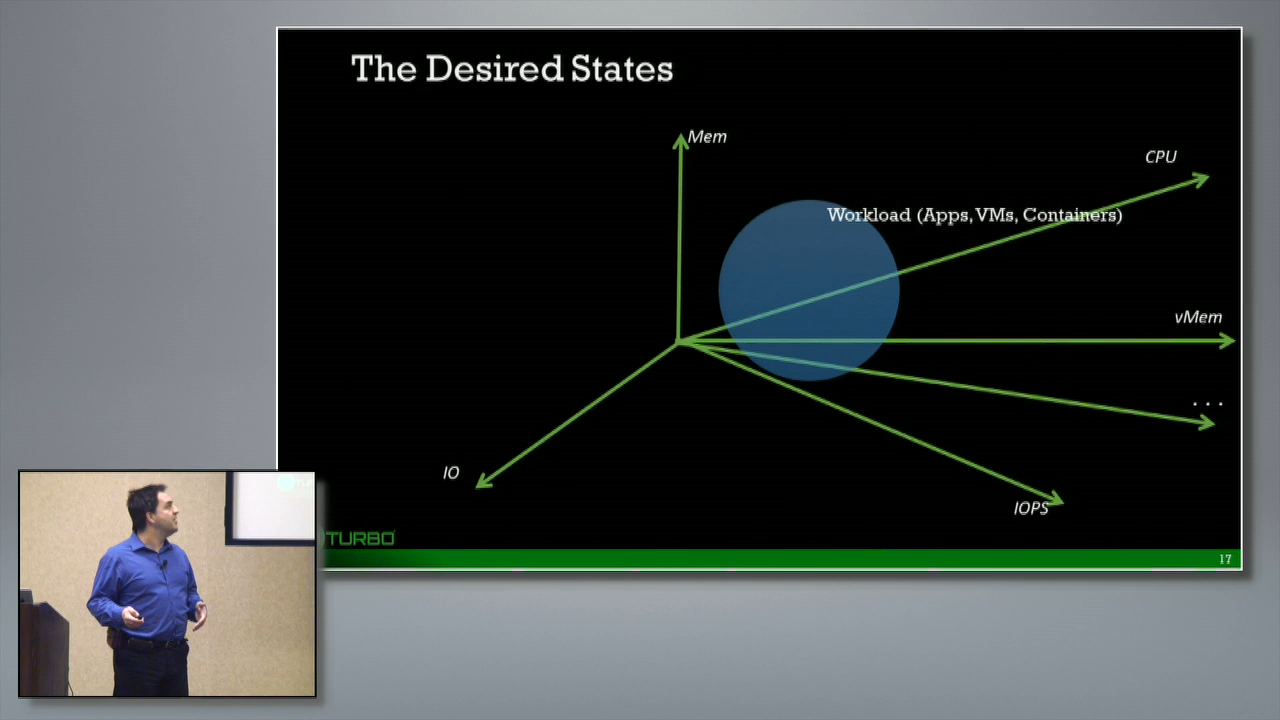 The Desired States
Mem
CPU
Workload (Apps, VMs, Containers)
vMem
. . .
IO
IOPS
TURBO
17